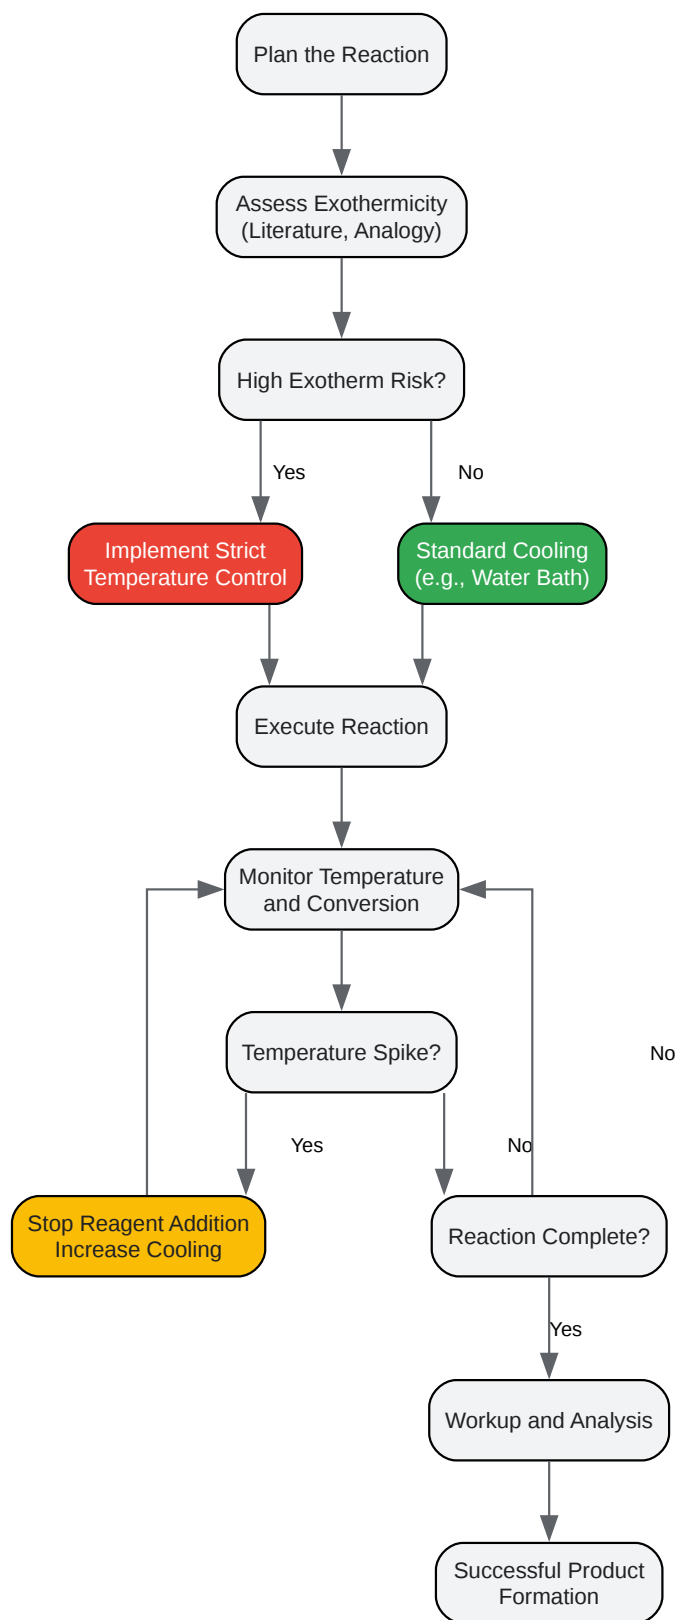 Plan the Reaction
Assess Exothermicity
(Literature, Analogy)
High Exotherm Risk?
Yes
No
Implement Strict
Temperature Control
Standard Cooling
(e.g., Water Bath)
Execute Reaction
Monitor Temperature
and Conversion
Temperature Spike?
No
Yes
No
Stop Reagent Addition
Increase Cooling
Reaction Complete?
Yes
Workup and Analysis
Successful Product
Formation